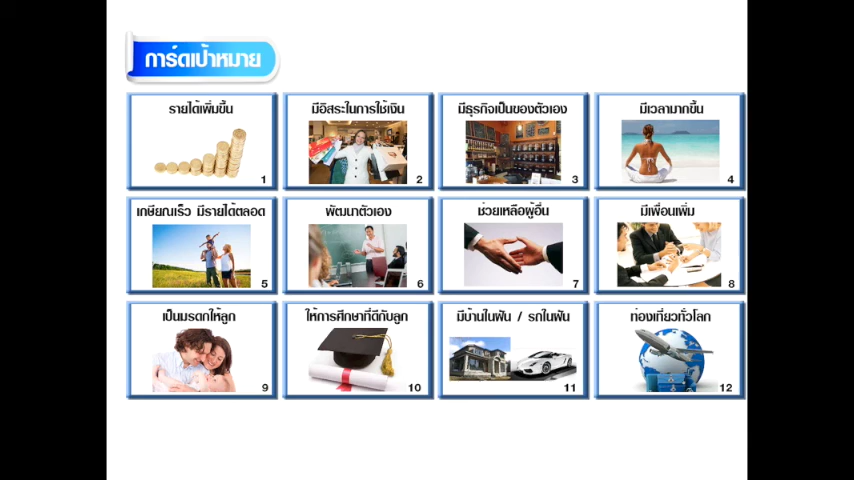 การ์ดเป้าหมาย
รายได้เพิ่มขึ้น
1
มีอิสระในการใช้เงิน
2
มีธุรกิจเป็นของตัวเอง
3
มีเวลามากขึ้น
4
เกษียณเร็ว มีรายได้ตลอด
5
พัฒนาตัวเอง
6
ช่วยเหลือผู้อื่น
7
มีเพื่อนเพิ่ม
8
เป็นมรดกให้ลูก
9
ให้การศึกษาที่ดีกับลูก
10
มีบ้านในฝัน / รถในฝัน
11
ท่องเที่ยวทั่วโลก
12